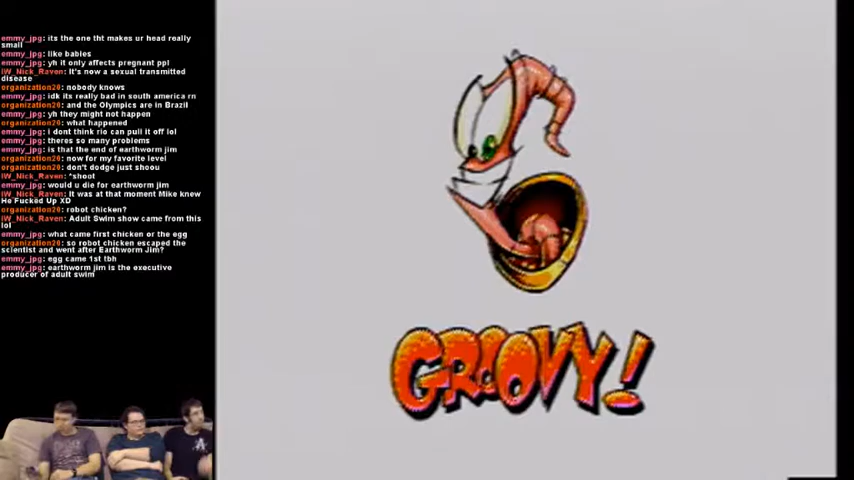 emmy_jpg: its the one tht makes ur head really
small
emmy_jpg: like babies
emmy_jpg: yh it only affects pregnant ppl
IW_Nick_Raven: It's now a sexual transmitted
disease
organization20: nobody knows
emmy_jpg: idk its really bad in south america rn
organization20: and the Olympics are in Brazil
emmy_jpg: yh they might not happen
organization20: what happened
emmy_jpg: i dont think rio can pull it off lol
emmy_jpg: theres so many problems
emmy_jpg: is that the end of earthworm jim
organization20: now for my favorite level
organization20: don't dodge just shoou
IW_Nick_Raven: *shoot
emmy_jpg: would u die for earthworm jim
IW_Nick_Raven: It was at that moment Mike knew
He Fucked Up XD
organization20: robot chicken?
IW_Nick_Raven: Adult Swim show came from this
lol
emmy_jpg: what came first chicken or the egg
organization20: so robot chicken escaped the
scientist and went after Earthworm Jim?
emmy_jpg: egg came 1st tbh
emmy_jpg: earthworm jim is the executive
producer of adult swim
GROOVY!